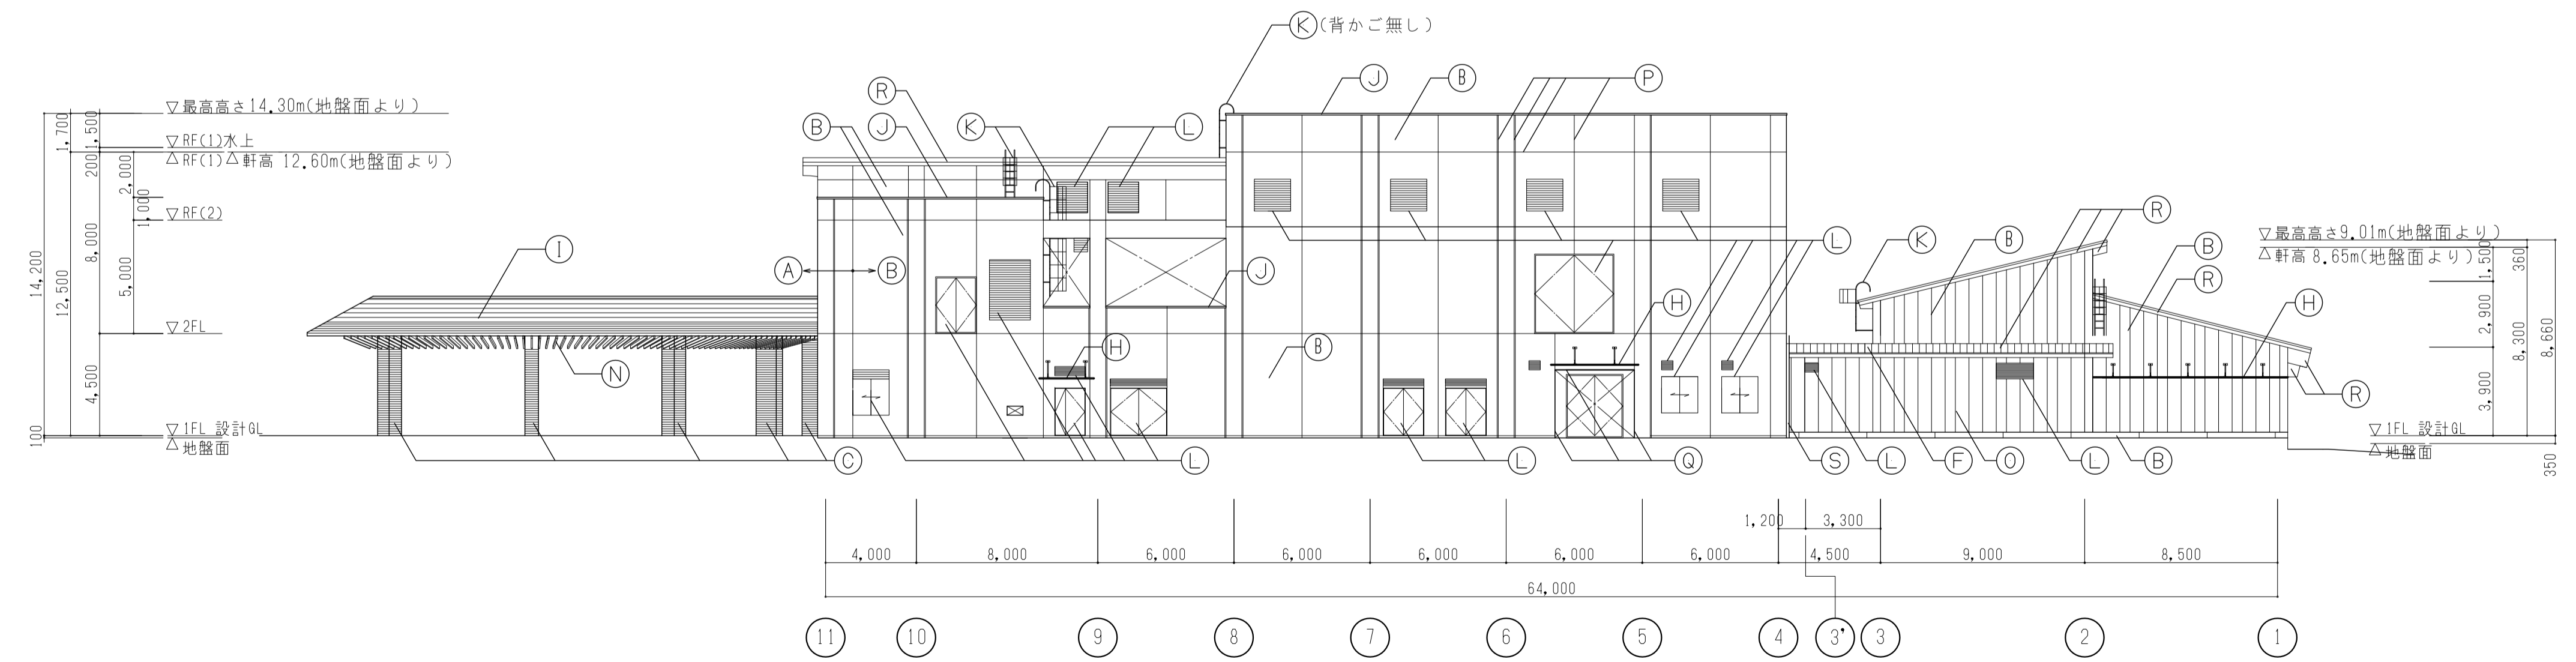 K (背かご無し)
R
J
B
P
▽最高高さ14.30m(地盤面より)
B
J
K
L
▽RF(1)水上
△RF(1)△軒高 12.60m(地盤面より)
▽RF(2)
1,700
1,500
200
2,000
1,000
8,000
5,000
14,200
12,500
4,500
100
I
A
B
J
L
H
K
B
R
B
R
H
▽最高高さ9.01m(地盤面より)
△軒高 8.65m(地盤面より)
1,500
360
2,900
8,300
8,660
3,900
350
▽2FL
N
H
B
R
▽1FL 設計GL
△地盤面
▽1FL 設計GL
△地盤面
C
L
L
Q
S
L
F
O
L
B
1,200
3,300
4,000
8,000
6,000
6,000
6,000
6,000
6,000
4,500
9,000
8,500
64,000
11
10
9
8
7
6
5
4
3'
3
2
1